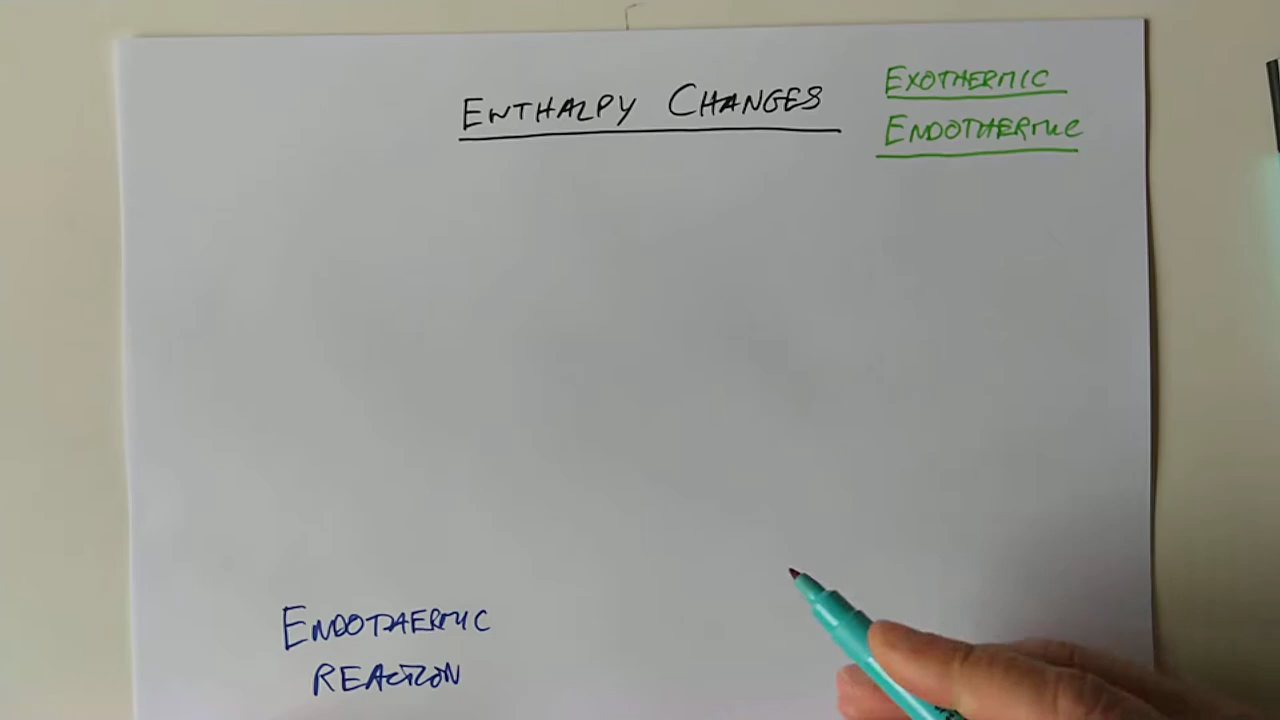 ENTHALPY CHANGES
EXOTHERMIC
ENDOTHERMIC
ENDOTHERMIC
REACTION